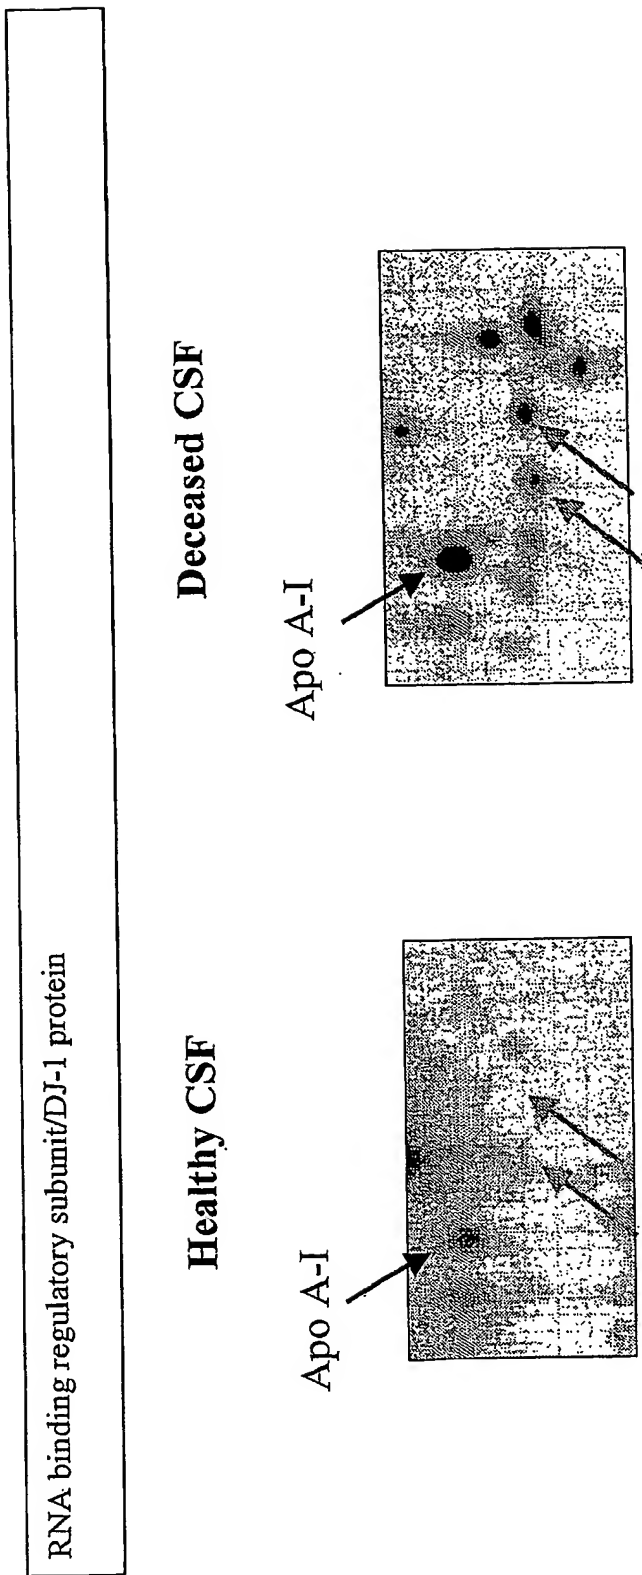 RNA binding regulatory subunit/DJ-1 protein
Healthy CSF
Deceased CSF
Apo A-I
Apo A-I